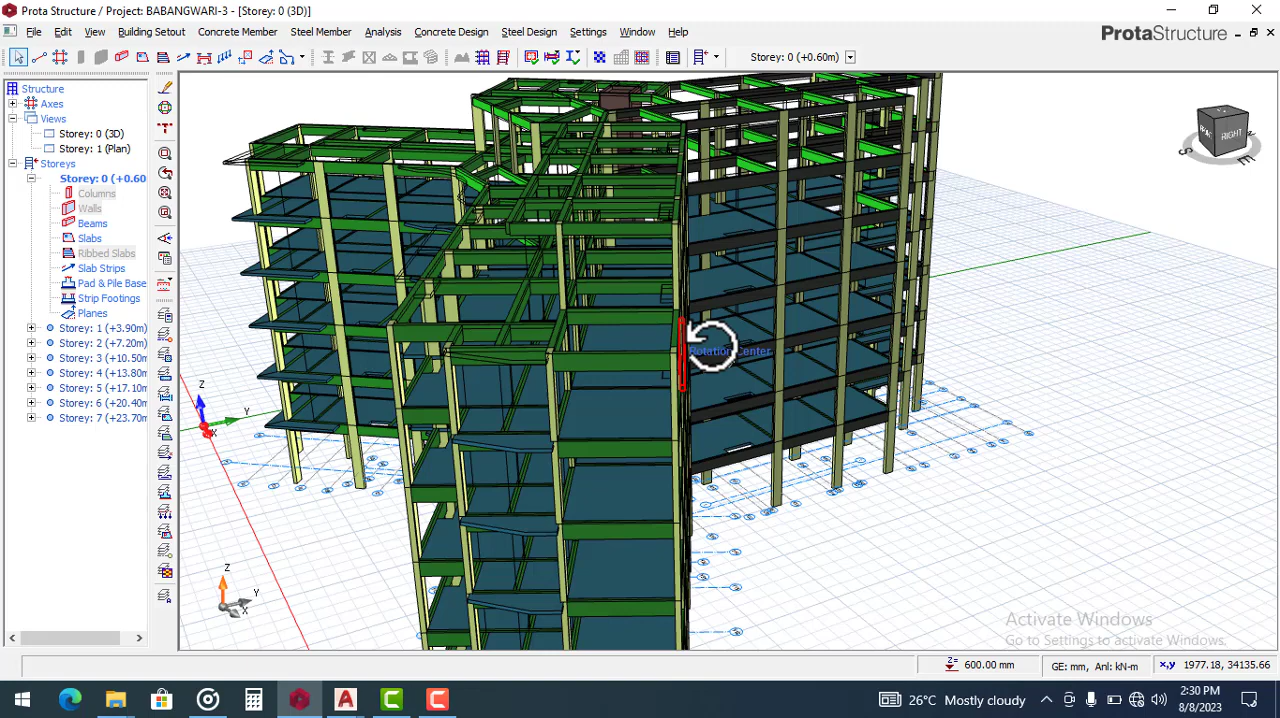 Prota Structure / Project: BABANGWARI-3 - [Storey: 0 (3D)]
File Edit View Building Setout Concrete Member Steel Member Analysis Concrete Design Steel Design Settings Window Help
ProtaStructure
Storey: 0 (+0.60m)
Structure
Axes
Views
Storey: 0 (3D)
Storey: 1 (Plan)
Storeys
Storey: 0 (+0.60
Columns
Walls
Beams
Slabs
Ribbed Slabs
Slab Strips
Pad & Pile Base
Strip Footings
Planes
Storey: 1 (+3.90m)
Storey: 2 (+7.20m)
Storey: 3 (+10.50m
Storey: 4 (+13.80m
Storey: 5 (+17.10m
Storey: 6 (+20.40m
Storey: 7 (+23.70m
RIGHT
Rotation Center
Z
Y
X
Z
Y
X
Activate Windows
Go to Settings to activate Windows.
Z= 600.00 mm
GE: mm, Anl: kN-m
x,y 1977.18, 34135.66
26°C Mostly cloudy
2:30 PM
8/8/2023